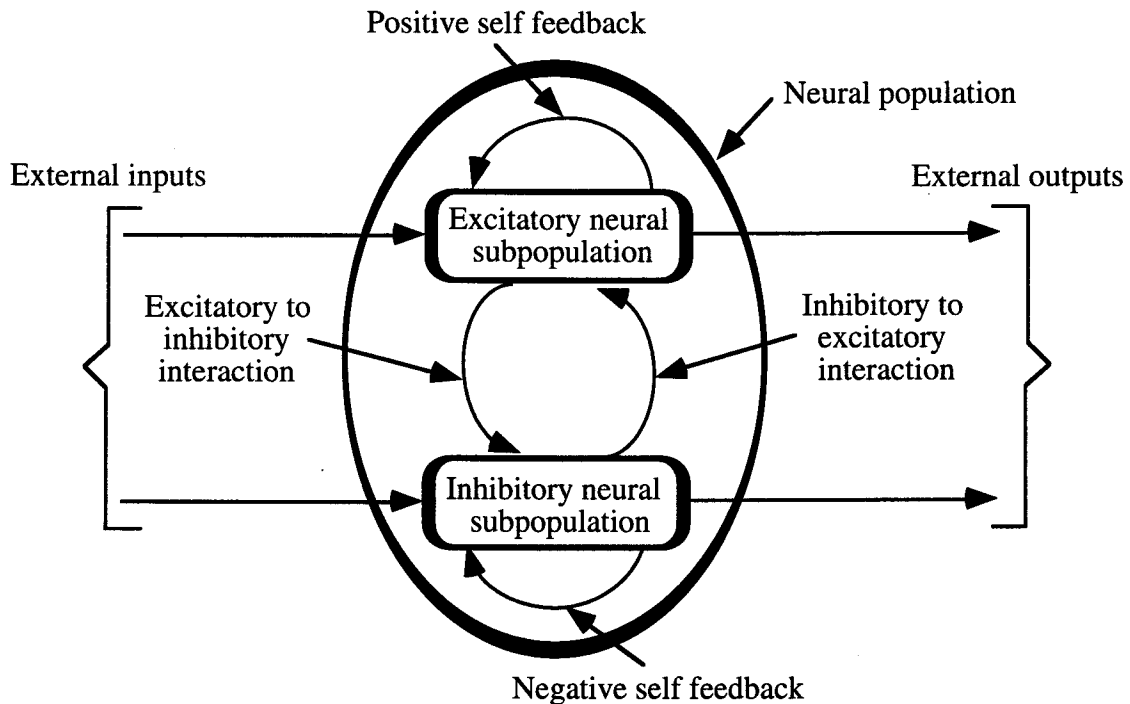 Positive self feedback
Neural population
External inputs
External outputs
Excitatory neural
subpopulation
Excitatory to
inhibitory
interaction
Inhibitory to
excitatory
interaction
Inhibitory neural
subpopulation
Negative self feedback